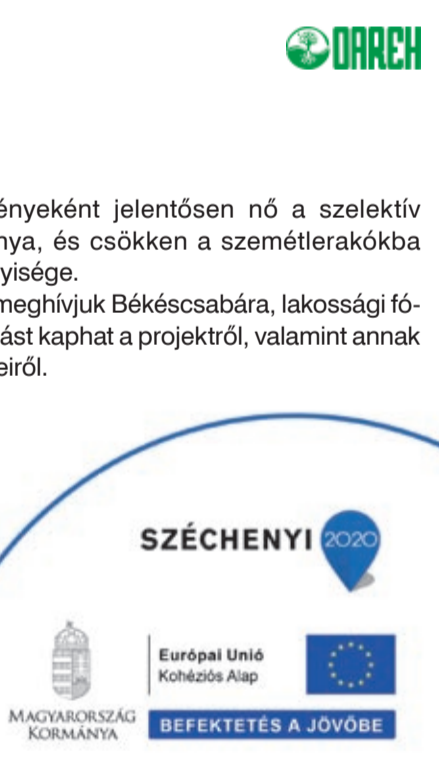 DAREH
ényeként jelentősen nő a szelektív
nya, és csökken a szemétlerakókba
yisége.
meghívjuk Békéscsabára, lakossági fó-
ást kaphat a projektről, valamint annak
eiről.
SZÉCHENYI 2020
Európai Unió
Kohéziós Alap
MAGYARORSZÁG
KORMÁNYA
BEFEKTETÉS A JÖVŐBE